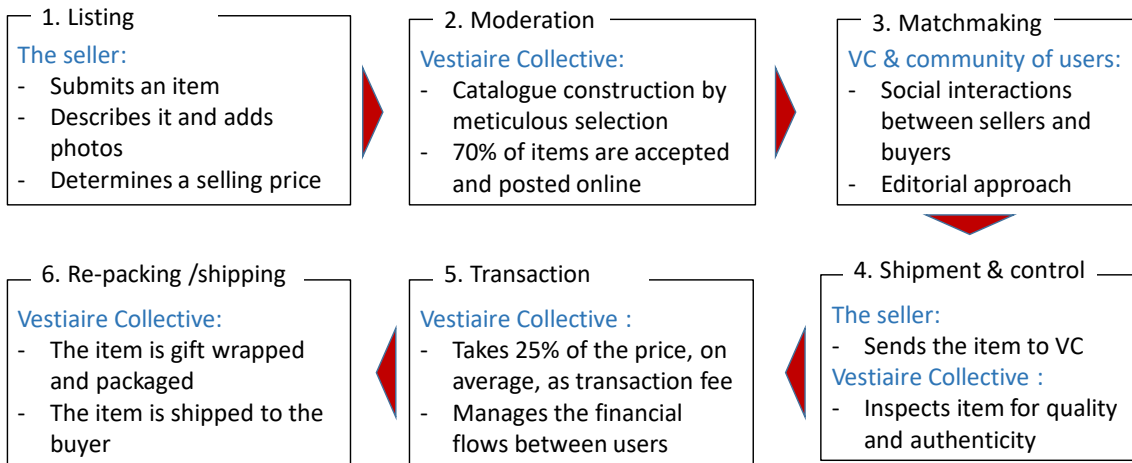 1. Listing
The seller:
- Submits an item
- Describes it and adds
photos
- Determines a selling price
2. Moderation
Vestiaire Collective:
- Catalogue construction by
meticulous selection
- 70% of items are accepted
and posted online
3. Matchmaking
VC & community of users:
- Social interactions
between sellers and
buyers
- Editorial approach
4. Shipment & control
The seller:
- Sends the item to VC
Vestiaire Collective :
- Inspects item for quality
and authenticity
5. Transaction
Vestiaire Collective :
- Takes 25% of the price, on
average, as transaction fee
- Manages the financial
flows between users
6. Re-packing /shipping
Vestiaire Collective:
- The item is gift wrapped
and packaged
- The item is shipped to the
buyer